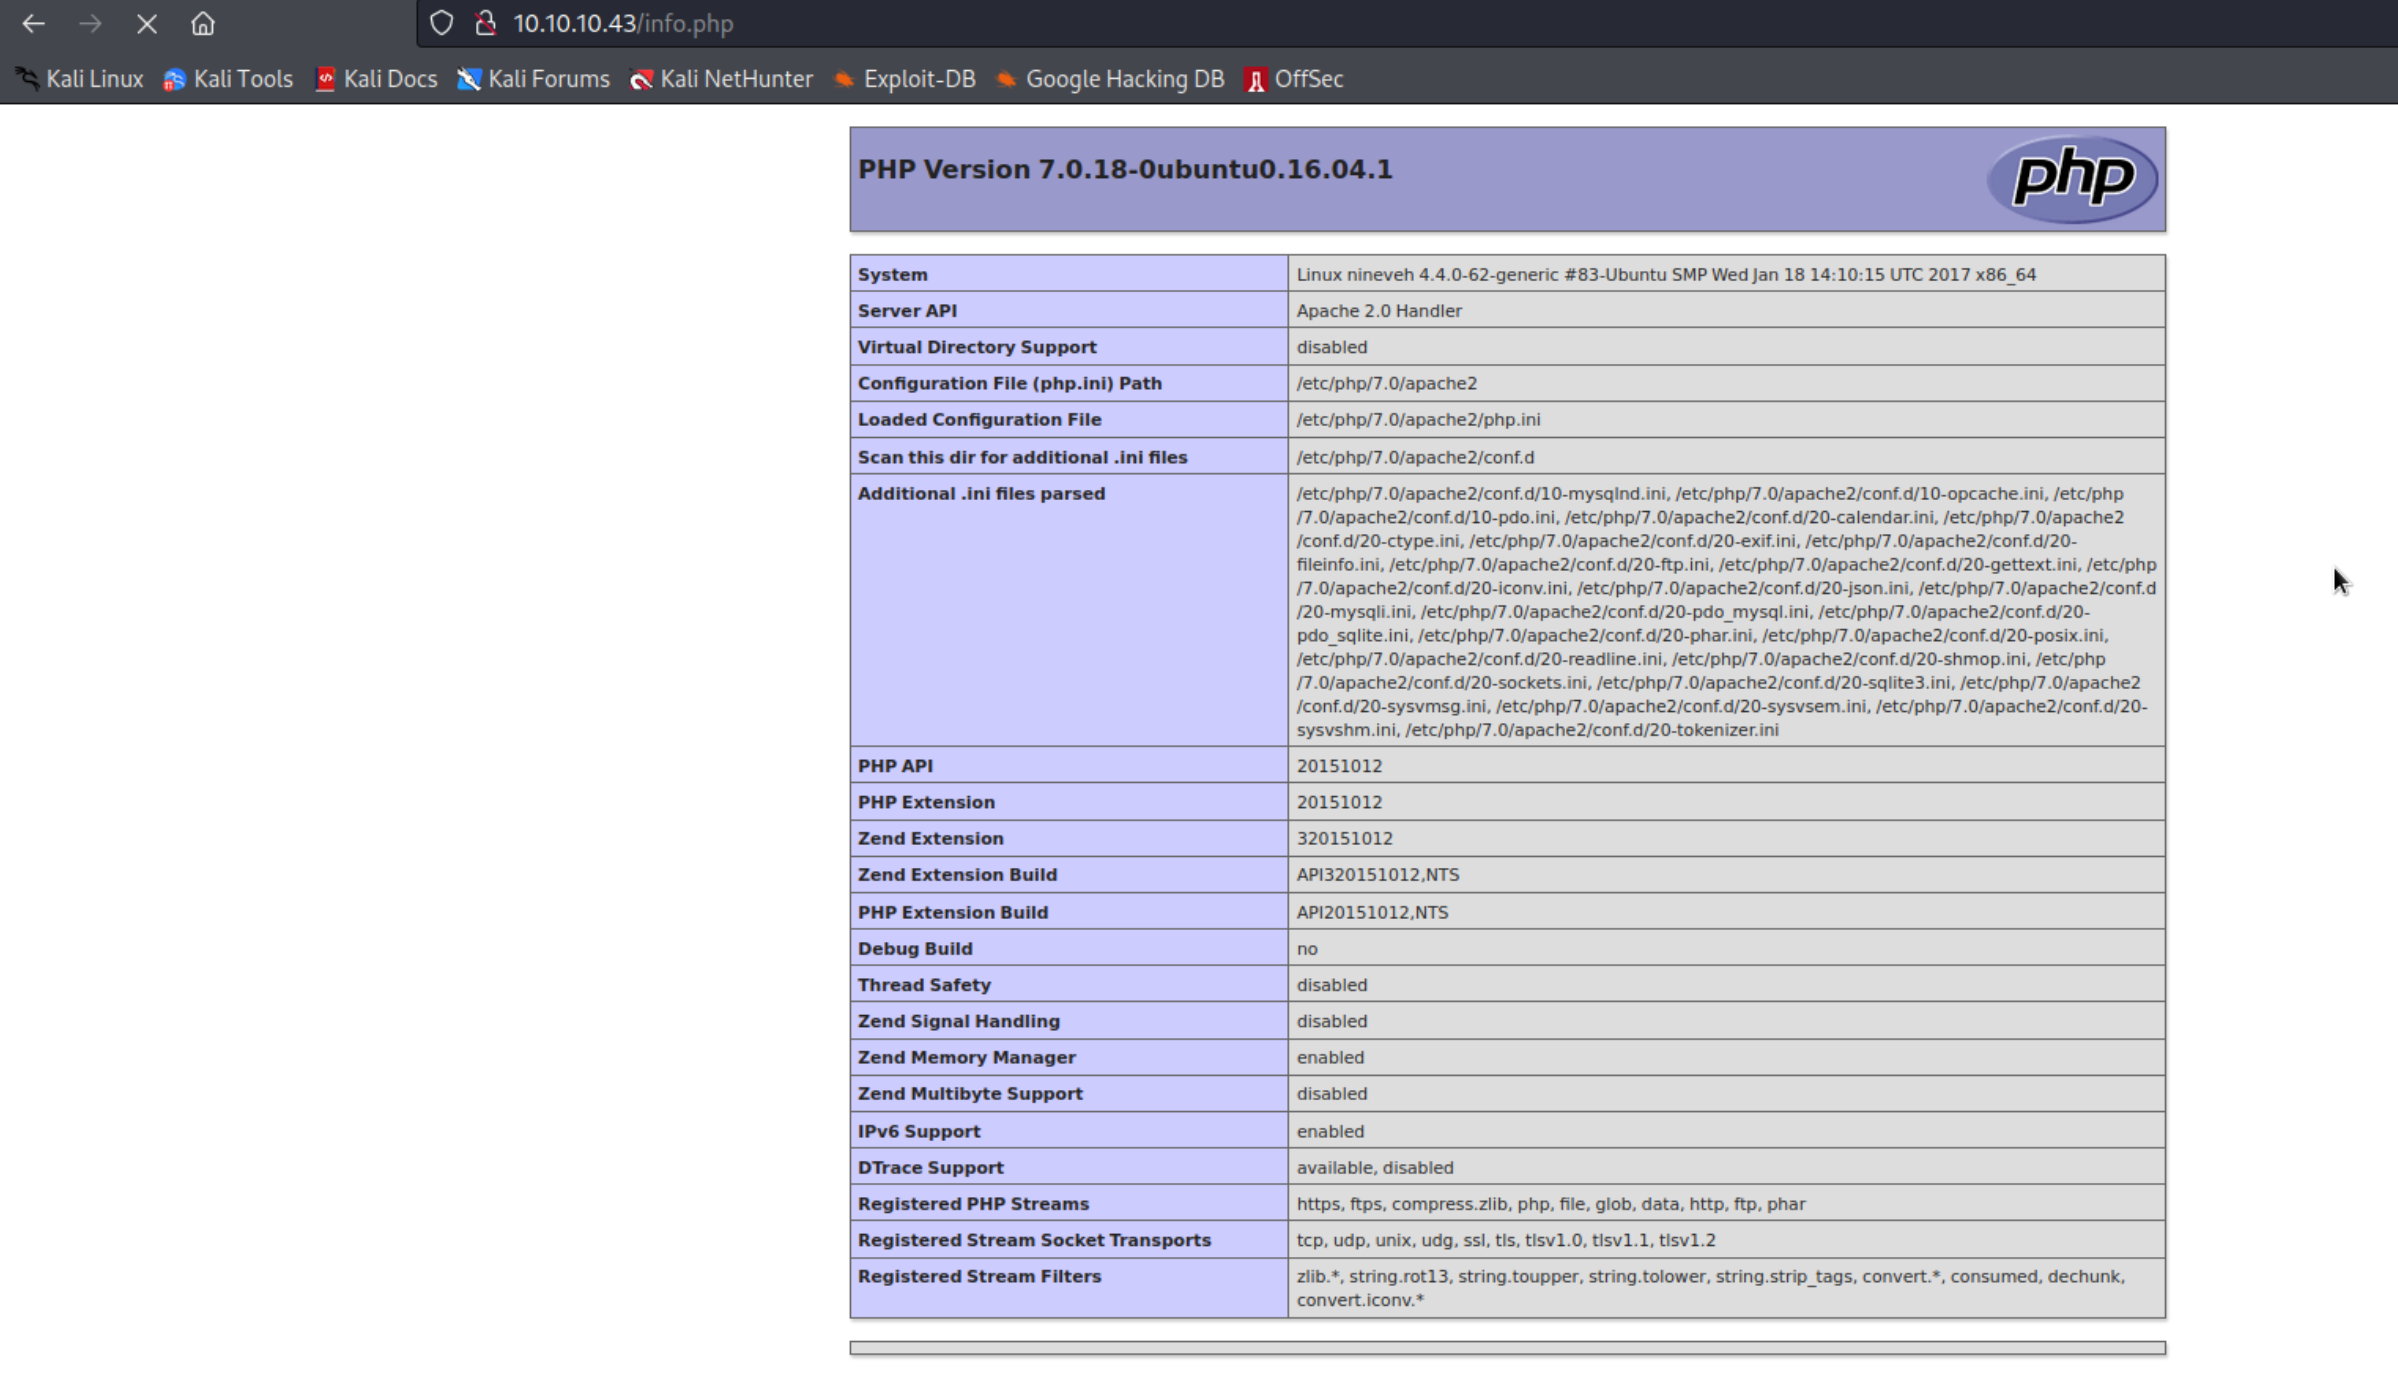 10.10.10.43/info.php
Kali Linux Kali Tools Kali Docs Kali Forums Kali NetHunter Exploit-DB Google Hacking DB OffSec
PHP Version 7.0.18-0ubuntu0.16.04.1
php
System Linux nineveh 4.4.0-62-generic #83-Ubuntu SMP Wed Jan 18 14:10:15 UTC 2017 x86_64
Server API Apache 2.0 Handler
Virtual Directory Support disabled
Configuration File (php.ini) Path /etc/php/7.0/apache2
Loaded Configuration File /etc/php/7.0/apache2/php.ini
Scan this dir for additional .ini files /etc/php/7.0/apache2/conf.d
Additional .ini files parsed /etc/php/7.0/apache2/conf.d/10-mysqlnd.ini, /etc/php/7.0/apache2/conf.d/10-opcache.ini, /etc/php
/7.0/apache2/conf.d/10-pdo.ini, /etc/php/7.0/apache2/conf.d/20-calendar.ini, /etc/php/7.0/apache2
/conf.d/20-ctype.ini, /etc/php/7.0/apache2/conf.d/20-exif.ini, /etc/php/7.0/apache2/conf.d/20-
fileinfo.ini, /etc/php/7.0/apache2/conf.d/20-ftp.ini, /etc/php/7.0/apache2/conf.d/20-gettext.ini, /etc/php
/7.0/apache2/conf.d/20-iconv.ini, /etc/php/7.0/apache2/conf.d/20-json.ini, /etc/php/7.0/apache2/conf.d
/20-mysqli.ini, /etc/php/7.0/apache2/conf.d/20-pdo_mysql.ini, /etc/php/7.0/apache2/conf.d/20-
pdo_sqlite.ini, /etc/php/7.0/apache2/conf.d/20-phar.ini, /etc/php/7.0/apache2/conf.d/20-posix.ini,
/etc/php/7.0/apache2/conf.d/20-readline.ini, /etc/php/7.0/apache2/conf.d/20-shmop.ini, /etc/php
/7.0/apache2/conf.d/20-sockets.ini, /etc/php/7.0/apache2/conf.d/20-sqlite3.ini, /etc/php/7.0/apache2
/conf.d/20-sysvmsg.ini, /etc/php/7.0/apache2/conf.d/20-sysvsem.ini, /etc/php/7.0/apache2/conf.d/20-
sysvshm.ini, /etc/php/7.0/apache2/conf.d/20-tokenizer.ini
PHP API 20151012
PHP Extension 20151012
Zend Extension 320151012
Zend Extension Build API320151012,NTS
PHP Extension Build API20151012,NTS
Debug Build no
Thread Safety disabled
Zend Signal Handling disabled
Zend Memory Manager enabled
Zend Multibyte Support disabled
IPv6 Support enabled
DTrace Support available, disabled
Registered PHP Streams https, ftps, compress.zlib, php, file, glob, data, http, ftp, phar
Registered Stream Socket Transports tcp, udp, unix, udg, ssl, tls, tlsv1.0, tlsv1.1, tlsv1.2
Registered Stream Filters zlib.*, string.rot13, string.toupper, string.tolower, string.strip_tags, convert.*, consumed, dechunk,
convert.iconv.*